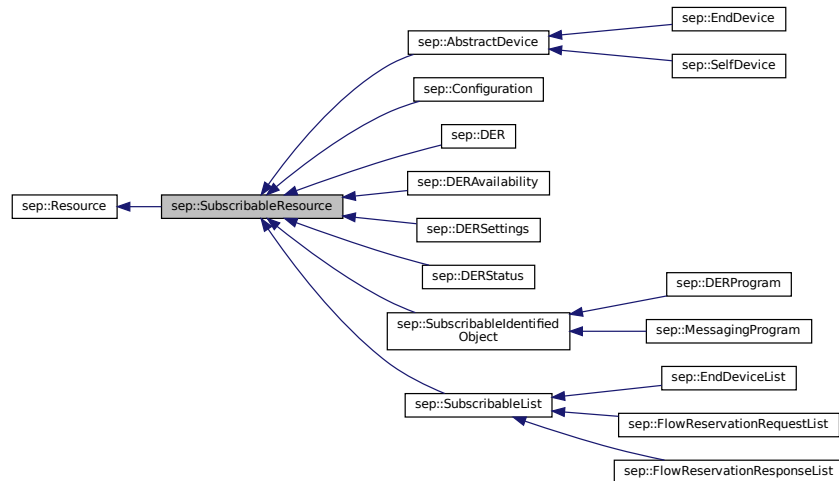 sep::EndDevice
sep::AbstractDevice
sep::SelfDevice
sep::Configuration
sep::DER
sep::DERAvailability
sep::Resource
sep::SubscribableResource
sep::DERSettings
sep::DERStatus
sep::DERProgram
sep::SubscribableIdentified
Object
sep::MessagingProgram
sep::EndDeviceList
sep::SubscribableList
sep::FlowReservationRequestList
sep::FlowReservationResponseList